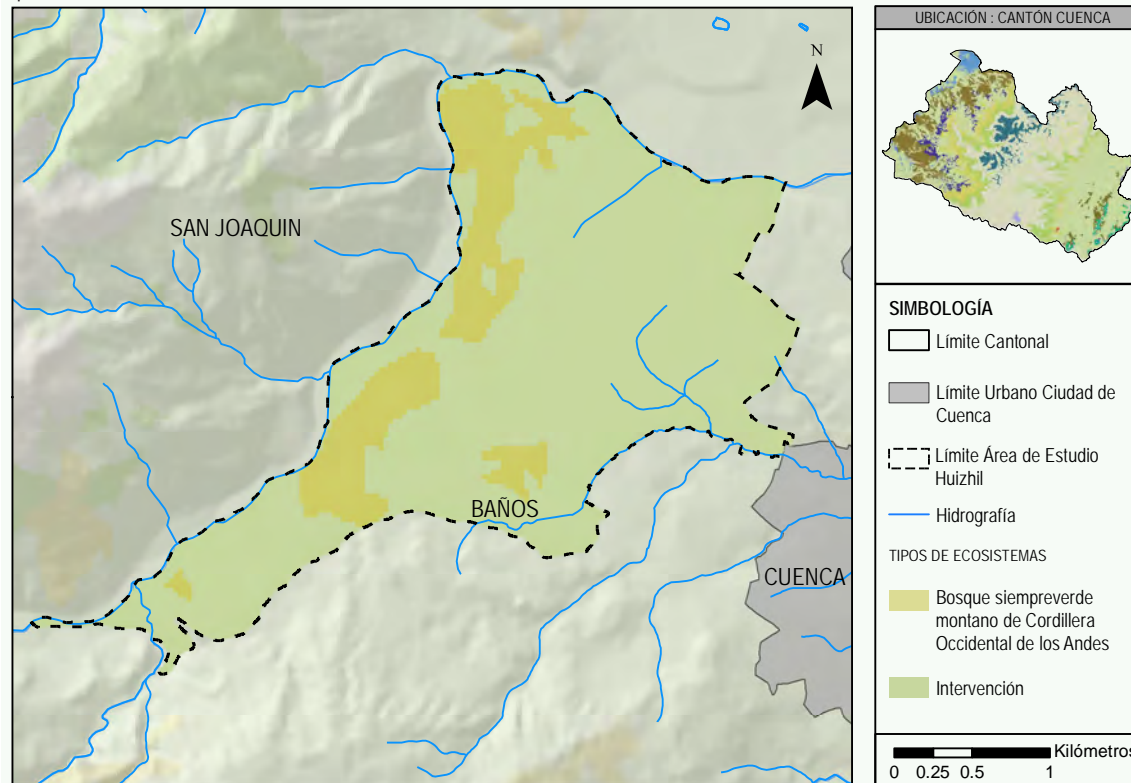 N
SAN JOAQUIN
BAÑOS
CUENCA
UBICACIÓN : CANTÓN CUENCA
SIMBOLOGÍA
Límite Cantonal
Límite Urbano Ciudad de
Cuenca
Límite Área de Estudio
Huizhil
Hidrografía
TIPOS DE ECOSISTEMAS
Bosque siempreverde
montano de Cordillera
Occidental de los Andes
Intervención
Kilómetros
0 0.25 0.5 1